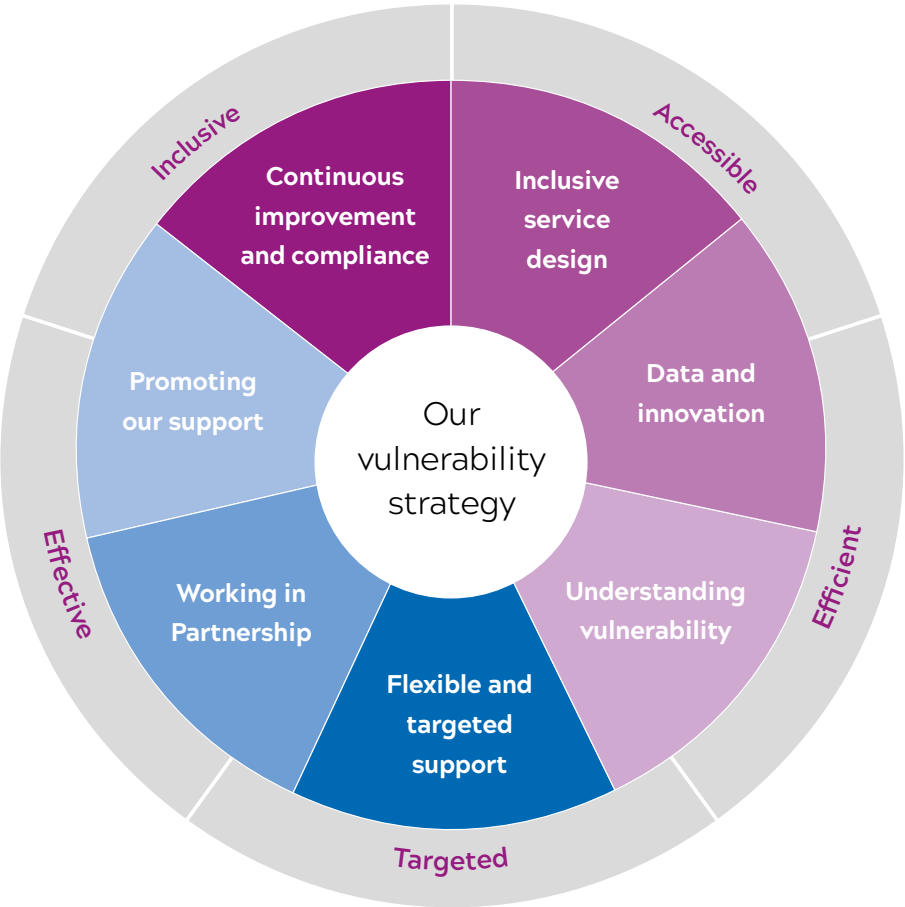 Inclusive
Accessible
Continuous
improvement
and compliance
Inclusive
service
design
Promoting
our support
Data and
innovation
Our
vulnerability
strategy
Effective
Efficient
Working in
Partnership
Understanding
vulnerability
Flexible and
targeted
support
Targeted